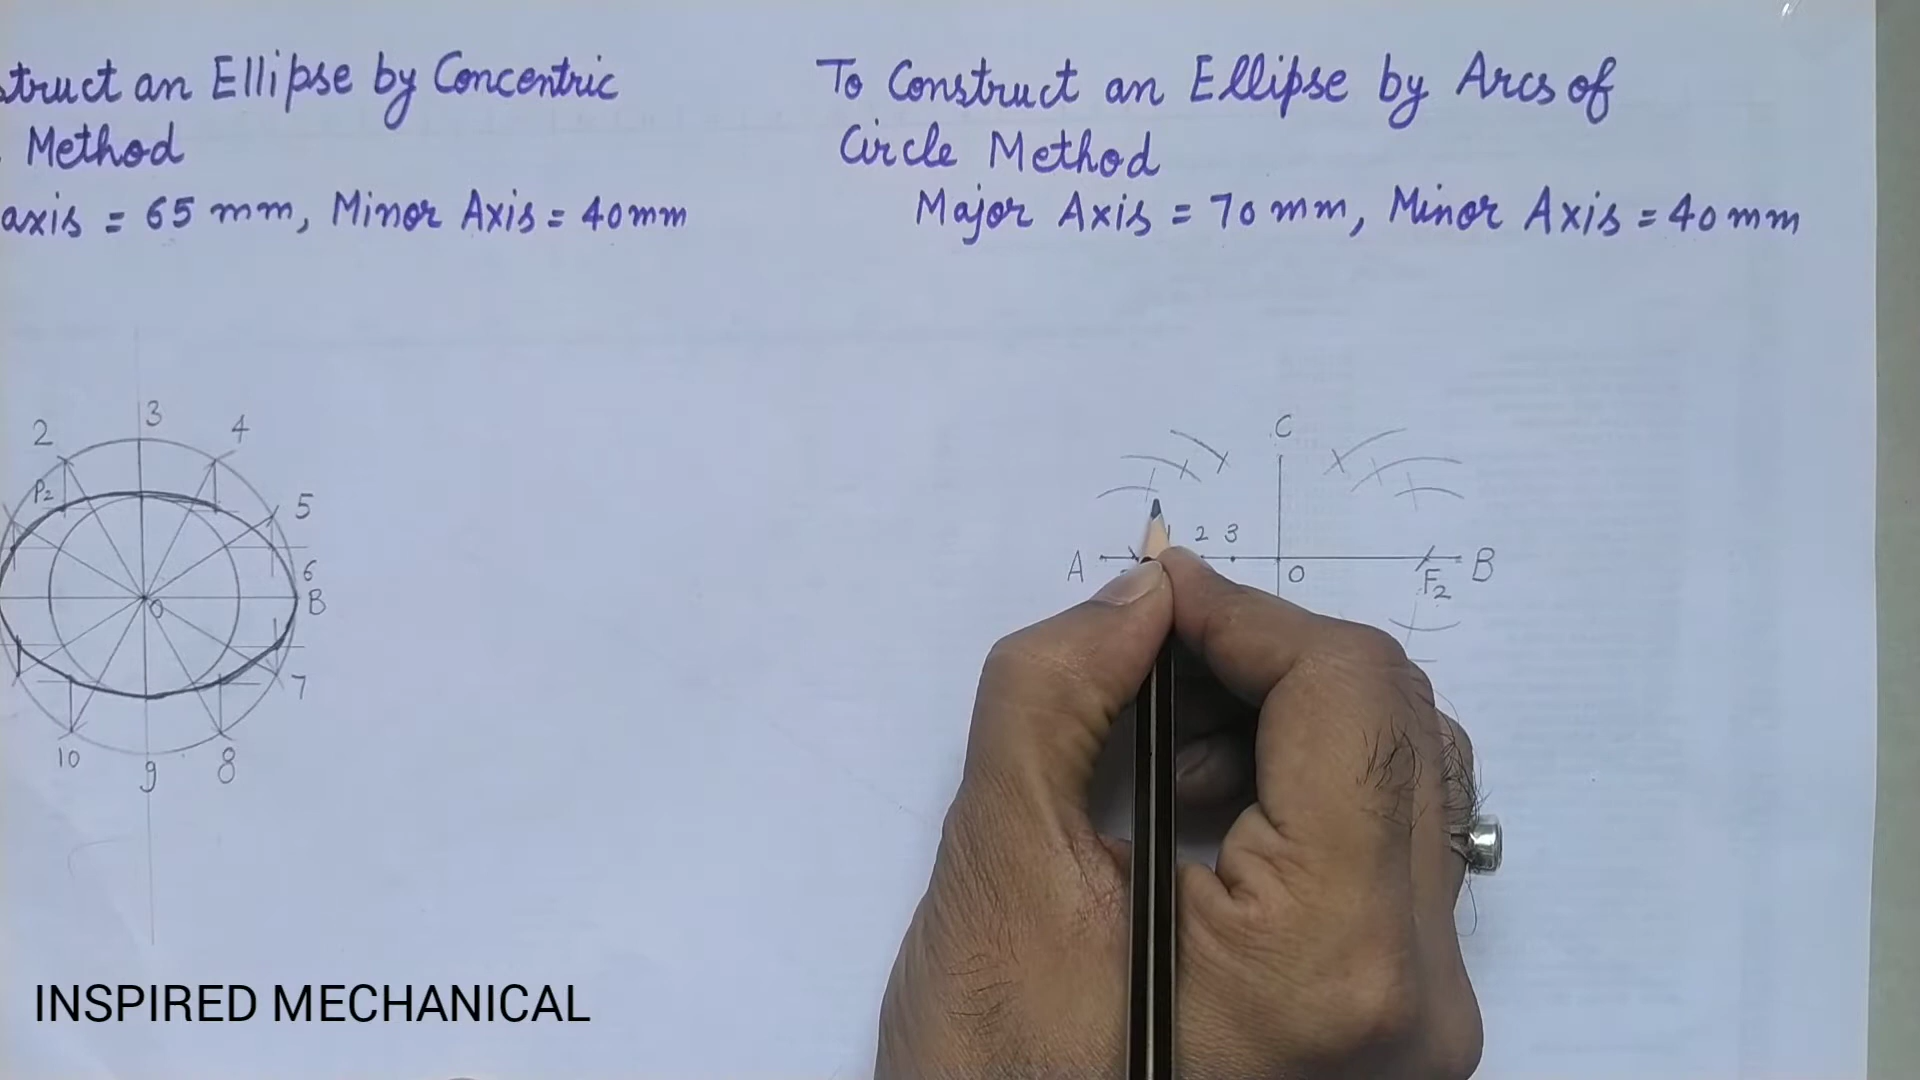 struct an Ellipse by Concentric
Method
axis = 65 mm, Minor Axis = 40mm
To Construct an Ellipse by Arcs of
Circle Method
Major Axis = 70 mm, Minor Axis = 40 mm
3
2
4
P2
5
6
O
B
7
10
9
8
C
1 2 3
A
O
F2
B
INSPIRED MECHANICAL